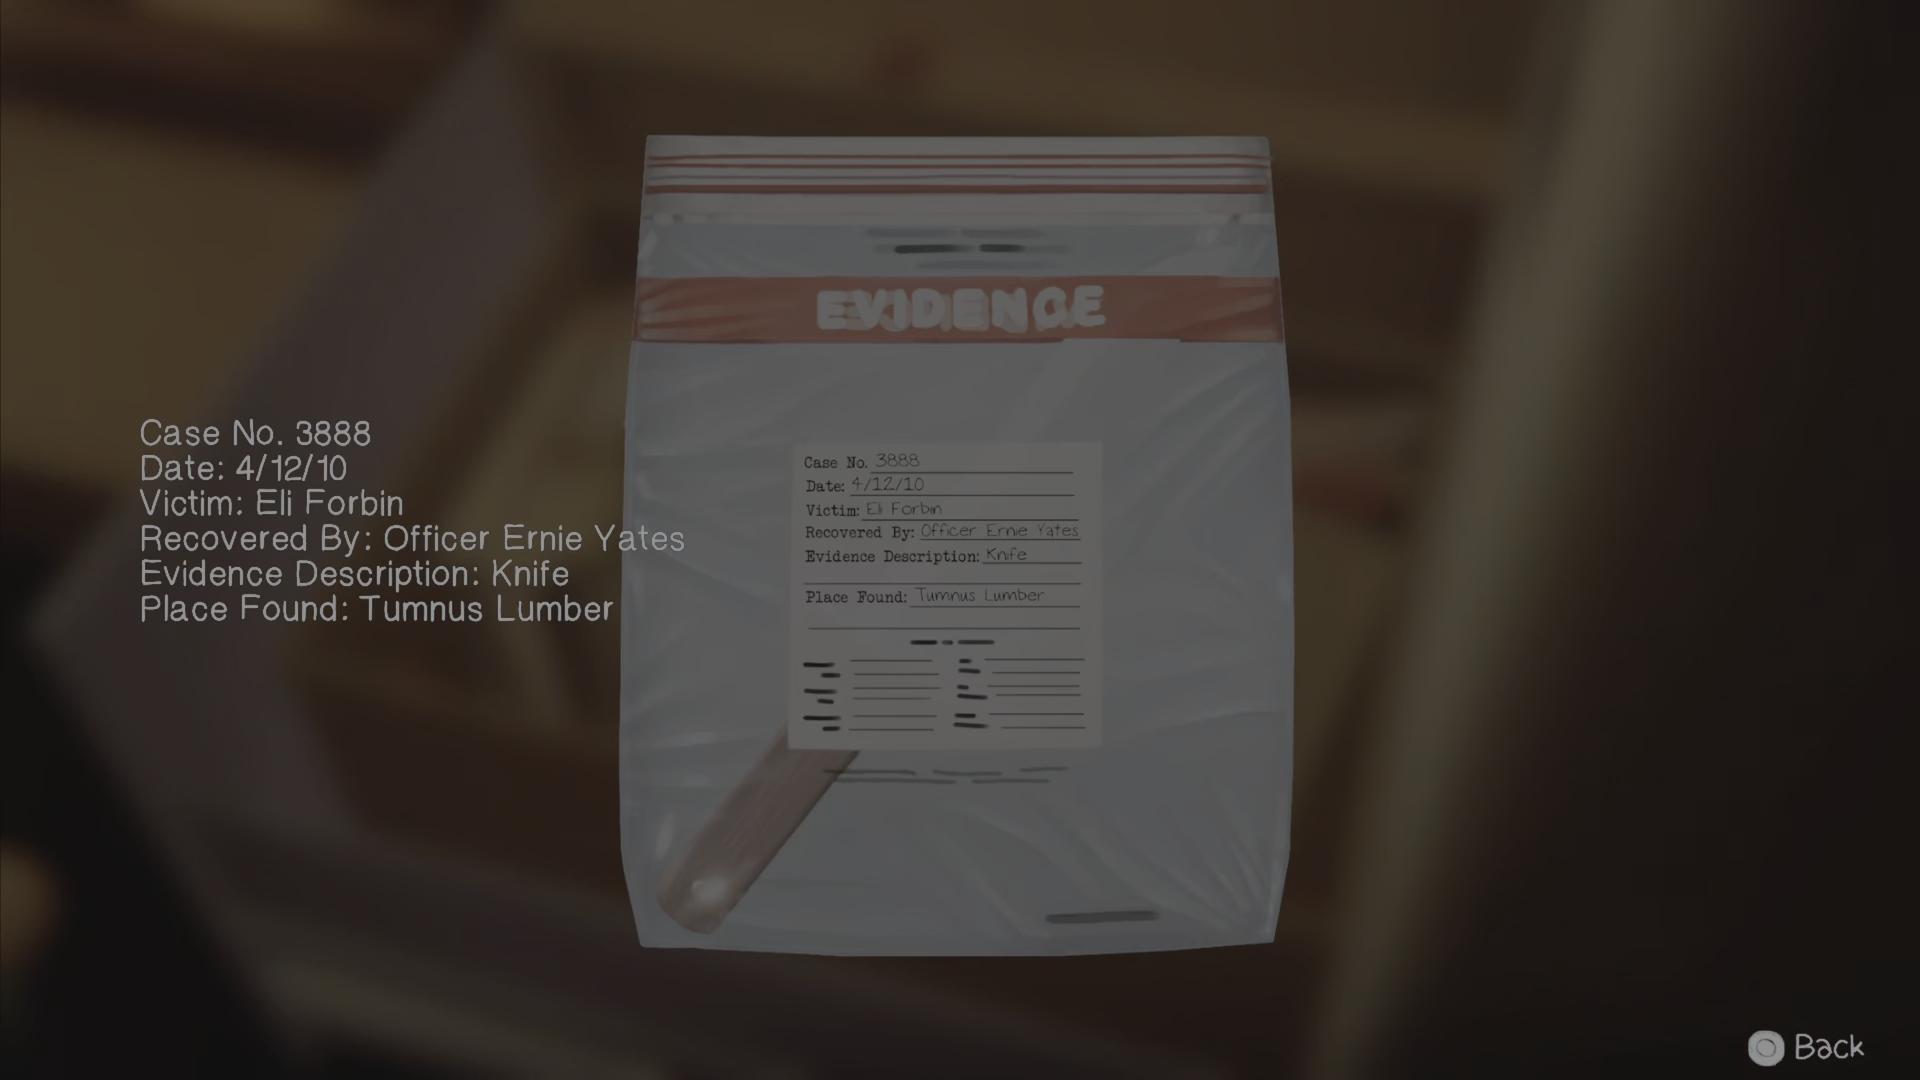 EVIDENCE
Case No. 3888
Date: 4/12/10
Victim: Eli Forbin
Recovered By: Officer Ernie Yates
Evidence Description: Knife
Place Found: Tumnus Lumber
Case No. 3888
Date: 4/12/10
Victim: Eli Forbin
Recovered By: Officer Ernie Yates
Evidence Description: Knife
Place Found: Tumnus Lumber
Back